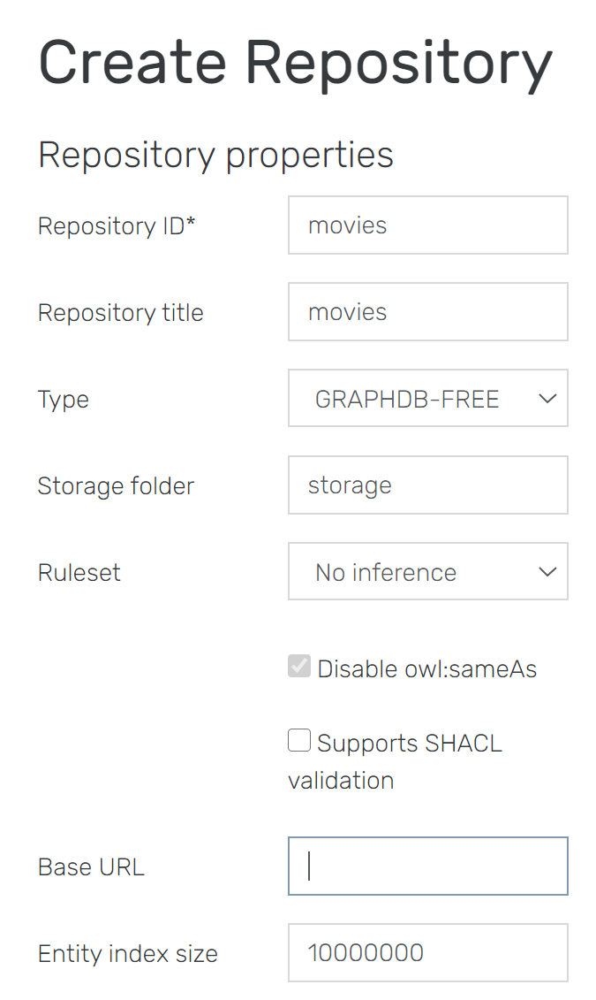 Create Repository
Repository properties
Repository ID* movies
Repository title movies
Type GRAPHDB-FREE
Storage folder storage
Ruleset No inference
Disable owl:sameAs
Supports SHACL
validation
Base URL
Entity index size 10000000